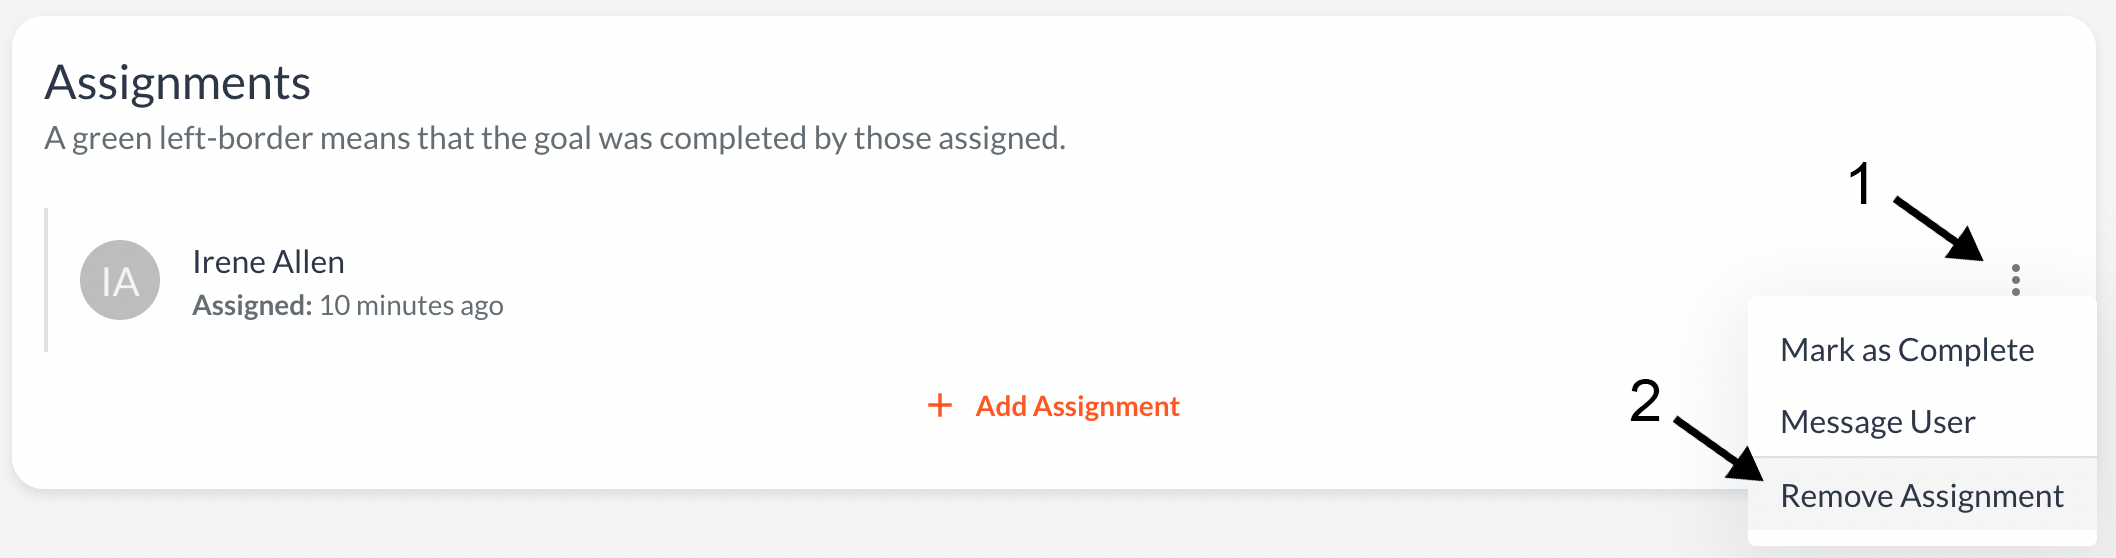 Assignments
A green left-border means that the goal was completed by those assigned.
1
IA
Irene Allen
Assigned: 10 minutes ago
Mark as Complete
+ Add Assignment
2
Message User
Remove Assignment